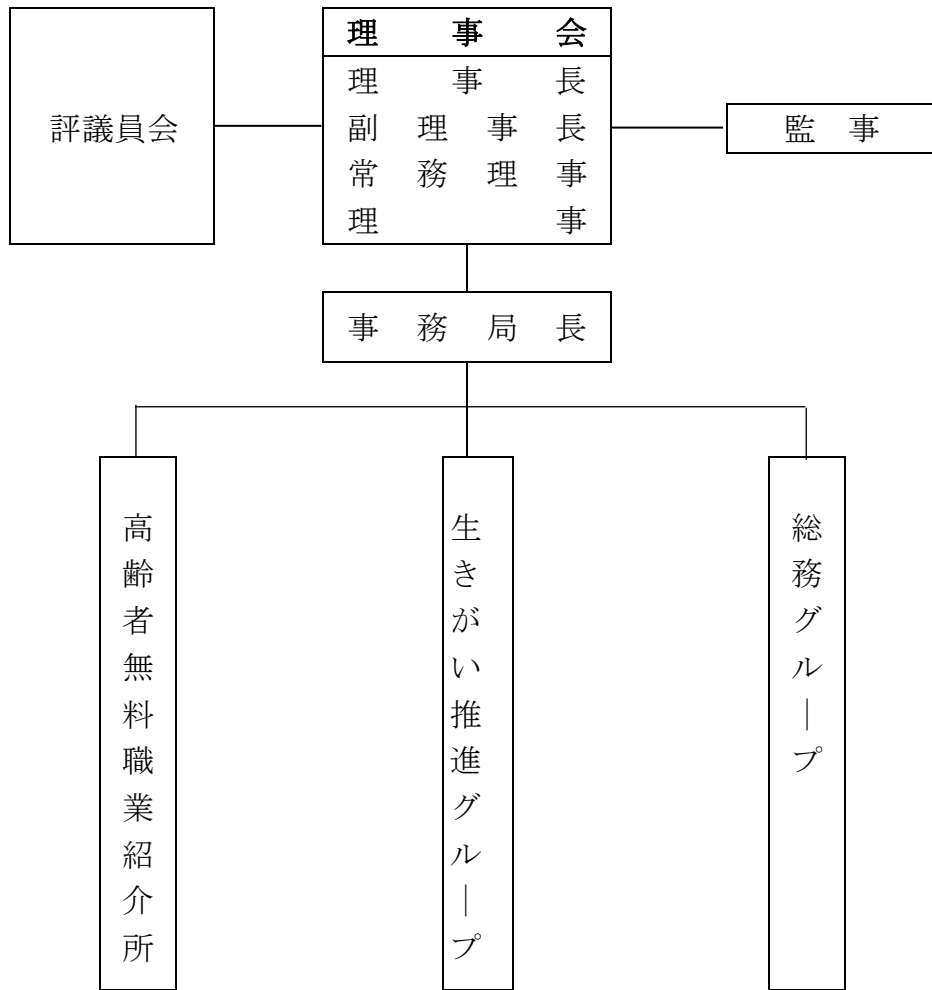 評議員会
理事会
理事長
副理事長
常務理事
理事
監事
事務局長
高齢者無料職業紹介所
生きがい推進グループ
総務グループ